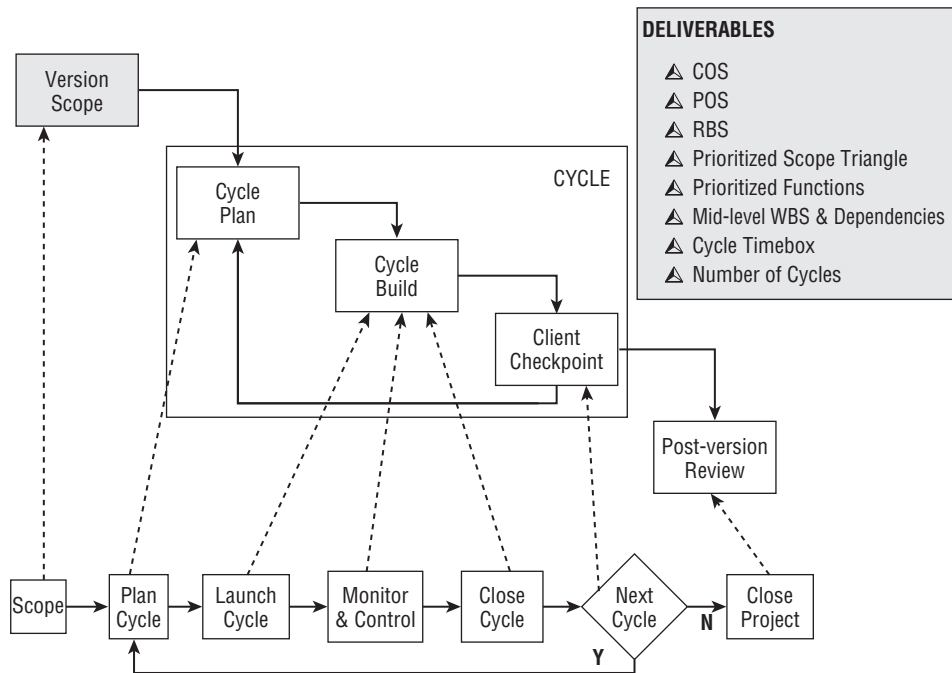 DELIVERABLES
COS
POS
RBS
Prioritized Scope Triangle
Prioritized Functions
Mid-level WBS & Dependencies
Cycle Timebox
Number of Cycles
Version
Scope
CYCLE
Cycle
Plan
Cycle
Build
Client
Checkpoint
Post-version
Review
Scope
Plan
Cycle
Launch
Cycle
Monitor
& Control
Close
Cycle
Next
Cycle
Close
Project
N
Y